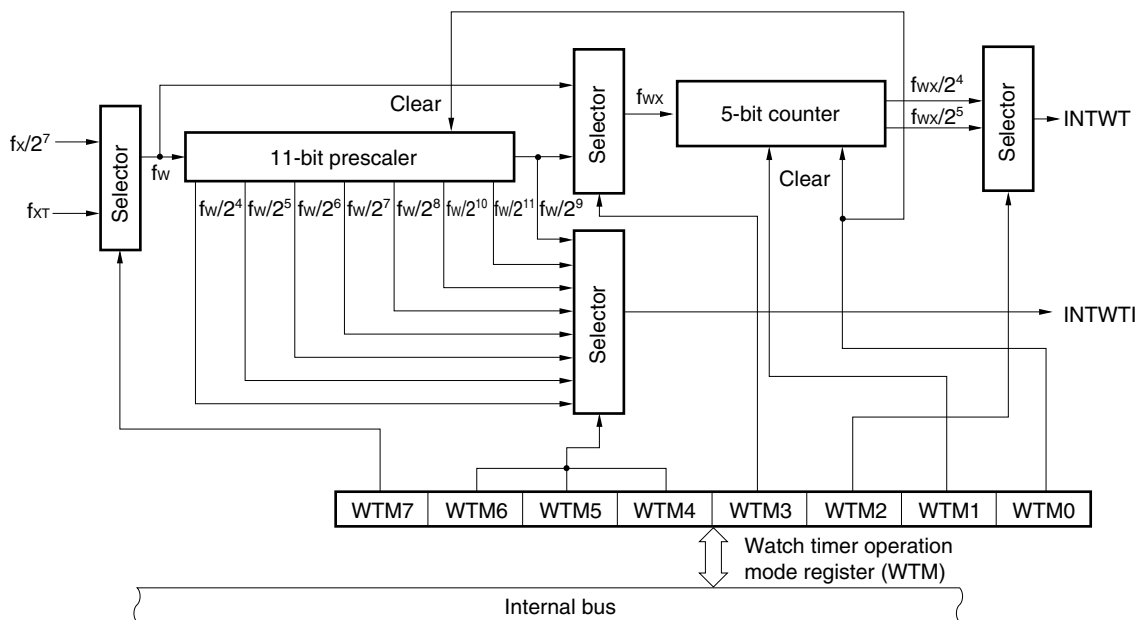 Clear
fX/2⁷
fXT
Selector
fW
11-bit prescaler
fW/2⁴ fW/2⁵ fW/2⁶ fW/2⁷ fW/2⁸ fW/2¹⁰ fW/2¹¹ fW/2⁹
Selector
fWX
5-bit counter
Clear
fWX/2⁴
fWX/2⁵
Selector
INTWT
Selector
INTWTI
WTM7 WTM6 WTM5 WTM4 WTM3 WTM2 WTM1 WTM0
Watch timer operation
mode register (WTM)
Internal bus